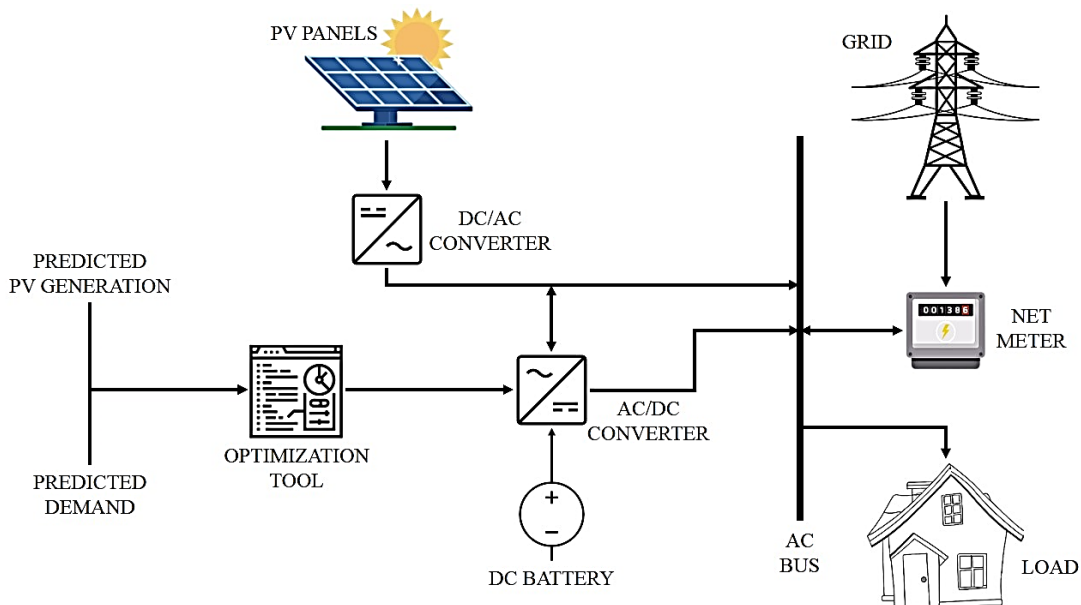 PV PANELS
GRID
DC/AC
CONVERTER
PREDICTED
PV GENERATION
001386
NET
METER
AC/DC
CONVERTER
OPTIMIZATION
TOOL
PREDICTED
DEMAND
+
−
AC
BUS
LOAD
DC BATTERY